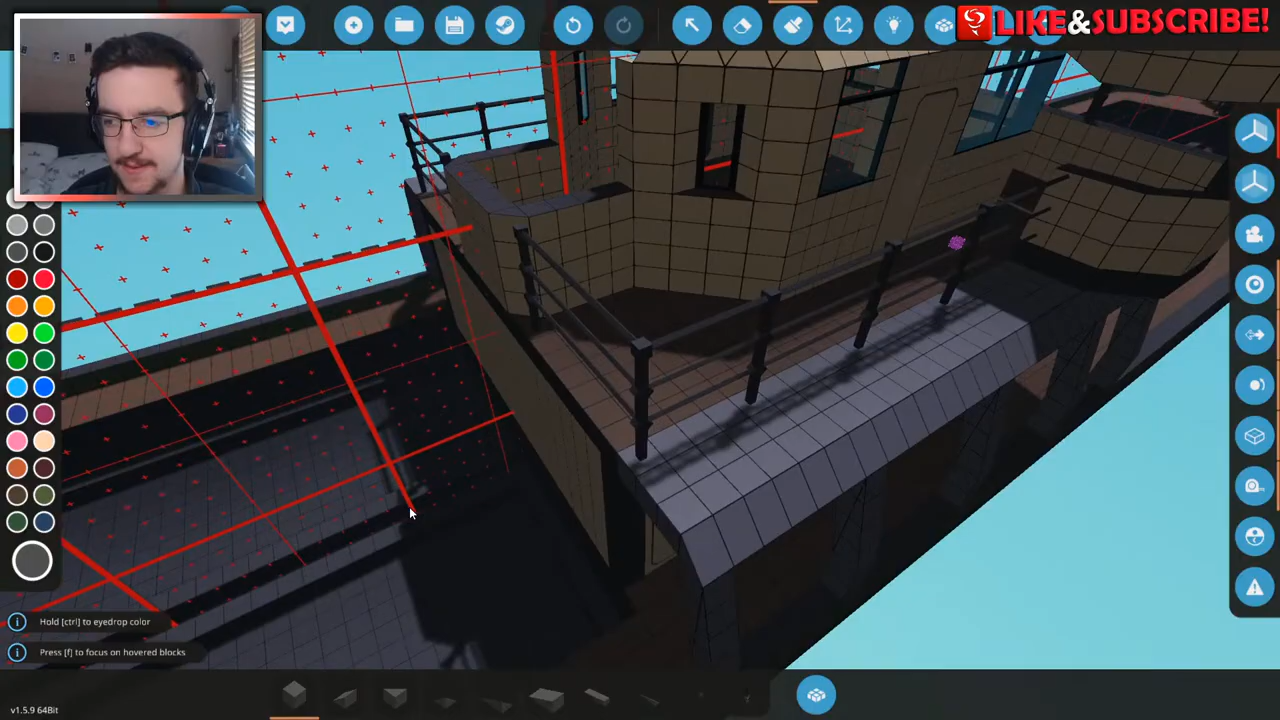 LIKE&SUBSCRIBE!
Hold [ctrl] to eyedrop color
Press [f] to focus on hovered blocks
v1.5.9 64Bit